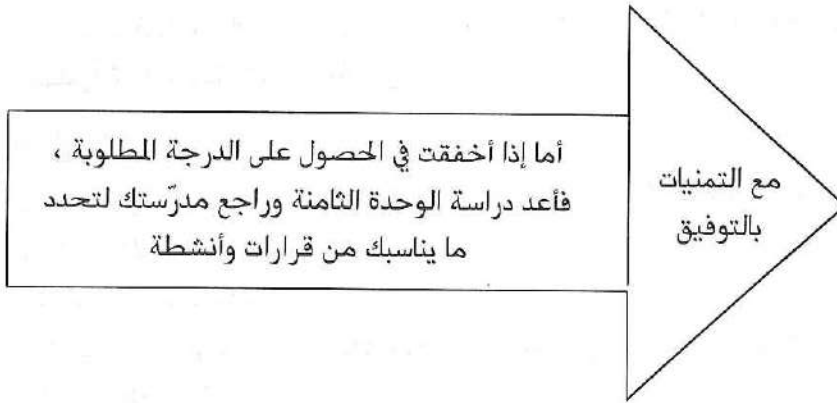 أما إذا أخفقت في الحصول على الدرجة المطلوبة ،
فأعد دراسة الوحدة الثامنة وراجع مدرّستك لتحدد
ما يناسبك من قرارات وأنشطة
مع التمنيات
بالتوفيق